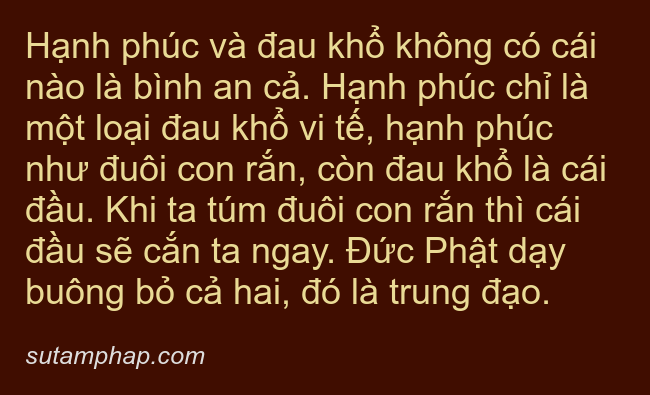 Hạnh phúc và đau khổ không có cái
nào là bình an cả. Hạnh phúc chỉ là
một loại đau khổ vi tế, hạnh phúc
như đuôi con rắn, còn đau khổ là cái
đầu. Khi ta túm đuôi con rắn thì cái
đầu sẽ cắn ta ngay. Đức Phật dạy
buông bỏ cả hai, đó là trung đạo.
sutamphap.com